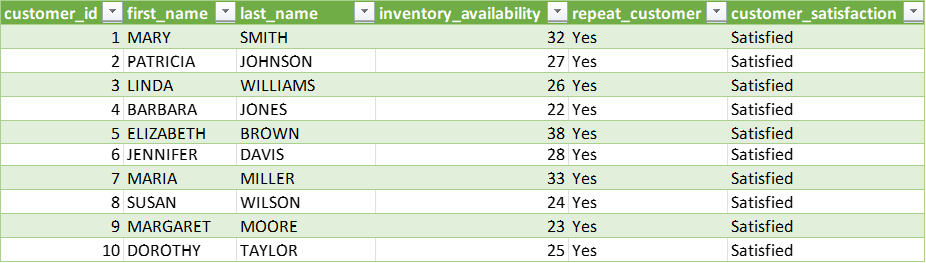 customer_id first_name last_name inventory_availability repeat_customer customer_satisfaction
1 MARY SMITH 32 Yes Satisfied
2 PATRICIA JOHNSON 27 Yes Satisfied
3 LINDA WILLIAMS 26 Yes Satisfied
4 BARBARA JONES 22 Yes Satisfied
5 ELIZABETH BROWN 38 Yes Satisfied
6 JENNIFER DAVIS 28 Yes Satisfied
7 MARIA MILLER 33 Yes Satisfied
8 SUSAN WILSON 24 Yes Satisfied
9 MARGARET MOORE 23 Yes Satisfied
10 DOROTHY TAYLOR 25 Yes Satisfied